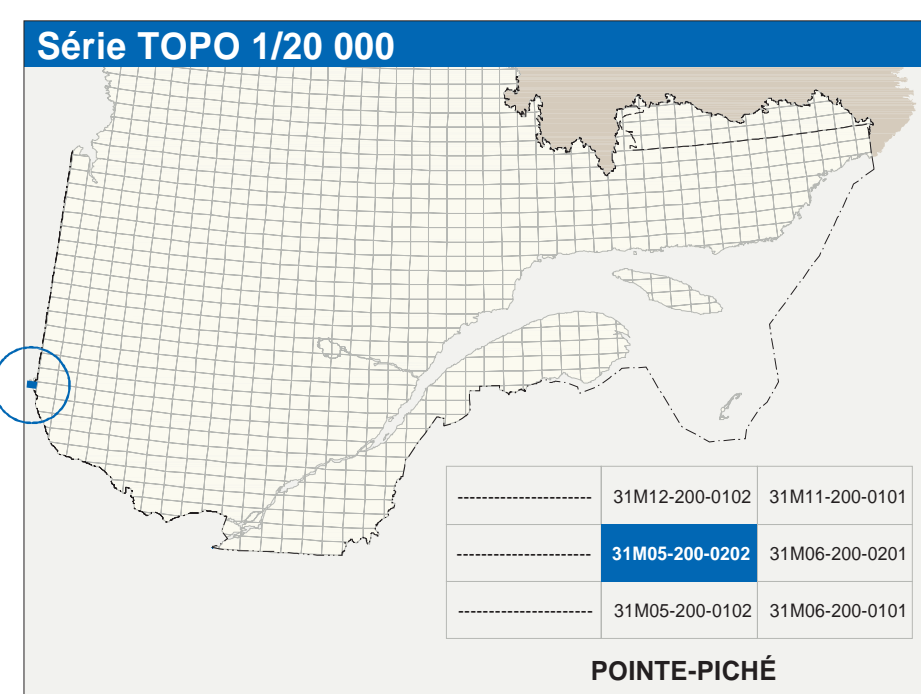 Série TOPO 1/20 000
-------------------- 31M12-200-0102 31M11-200-0101
-------------------- 31M05-200-0202 31M06-200-0201
-------------------- 31M05-200-0102 31M06-200-0101
POINTE-PICHÉ